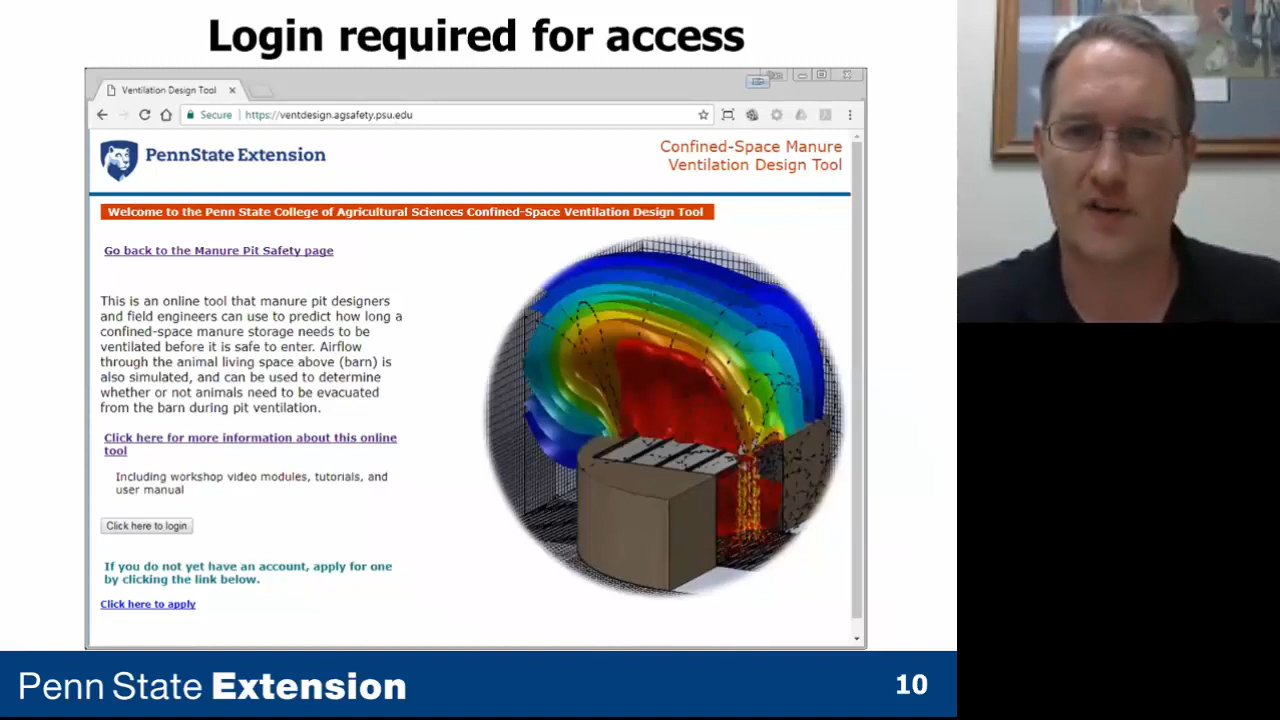 Login required for access
Ventilation Design Tool
Secure
https://ventdesign.agsafety.psu.edu
PennState Extension
Confined-Space Manure
Ventilation Design Tool
Welcome to the Penn State College of Agricultural Sciences Confined-Space Ventilation Design Tool
Go back to the Manure Pit Safety page
This is an online tool that manure pit designers
and field engineers can use to predict how long a
confined-space manure storage needs to be
ventilated before it is safe to enter. Airflow
through the animal living space above (barn) is
also simulated, and can be used to determine
whether or not animals need to be evacuated
from the barn during pit ventilation.
Click here for more information about this online
tool
Including workshop video modules, tutorials, and
user manual
Click here to login
If you do not yet have an account, apply for one
by clicking the link below.
Click here to apply
Penn State Extension
10